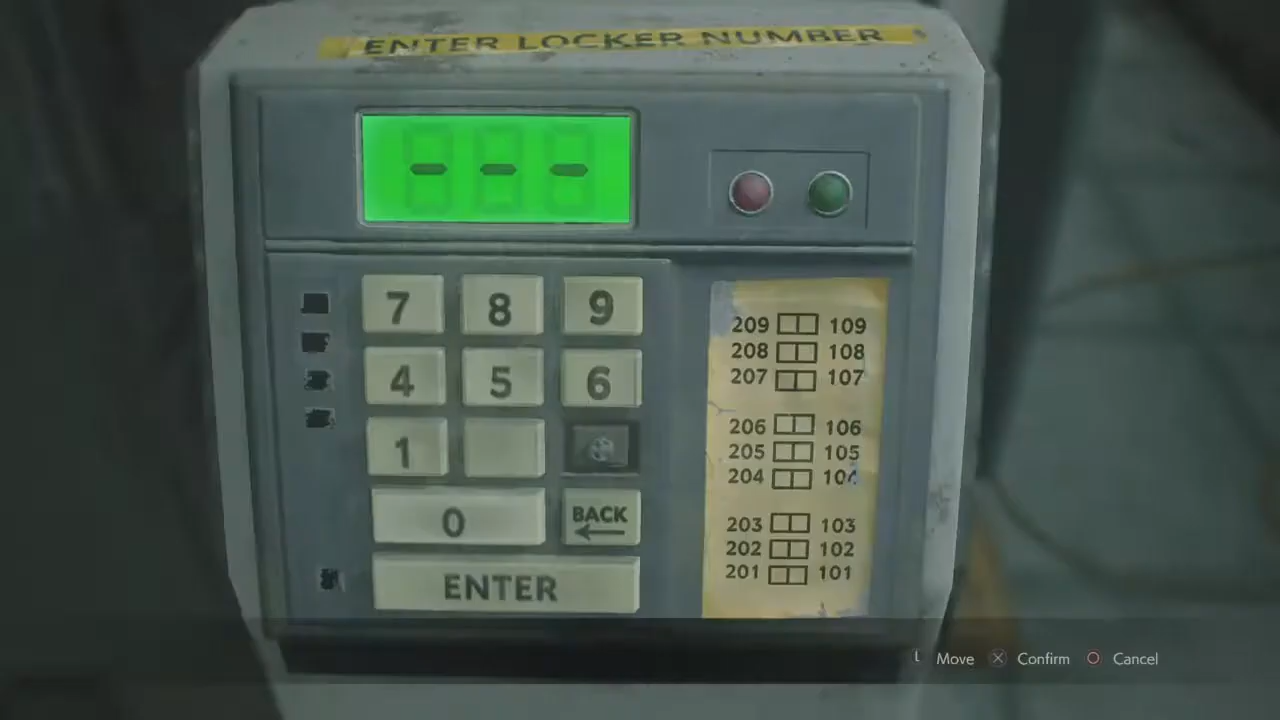 ENTER LOCKER NUMBER
7 8 9
4 5 6
1
0 BACK
ENTER
209 109
208 108
207 107
206 106
205 105
204 104
203 103
202 102
201 101
L Move X Confirm O Cancel